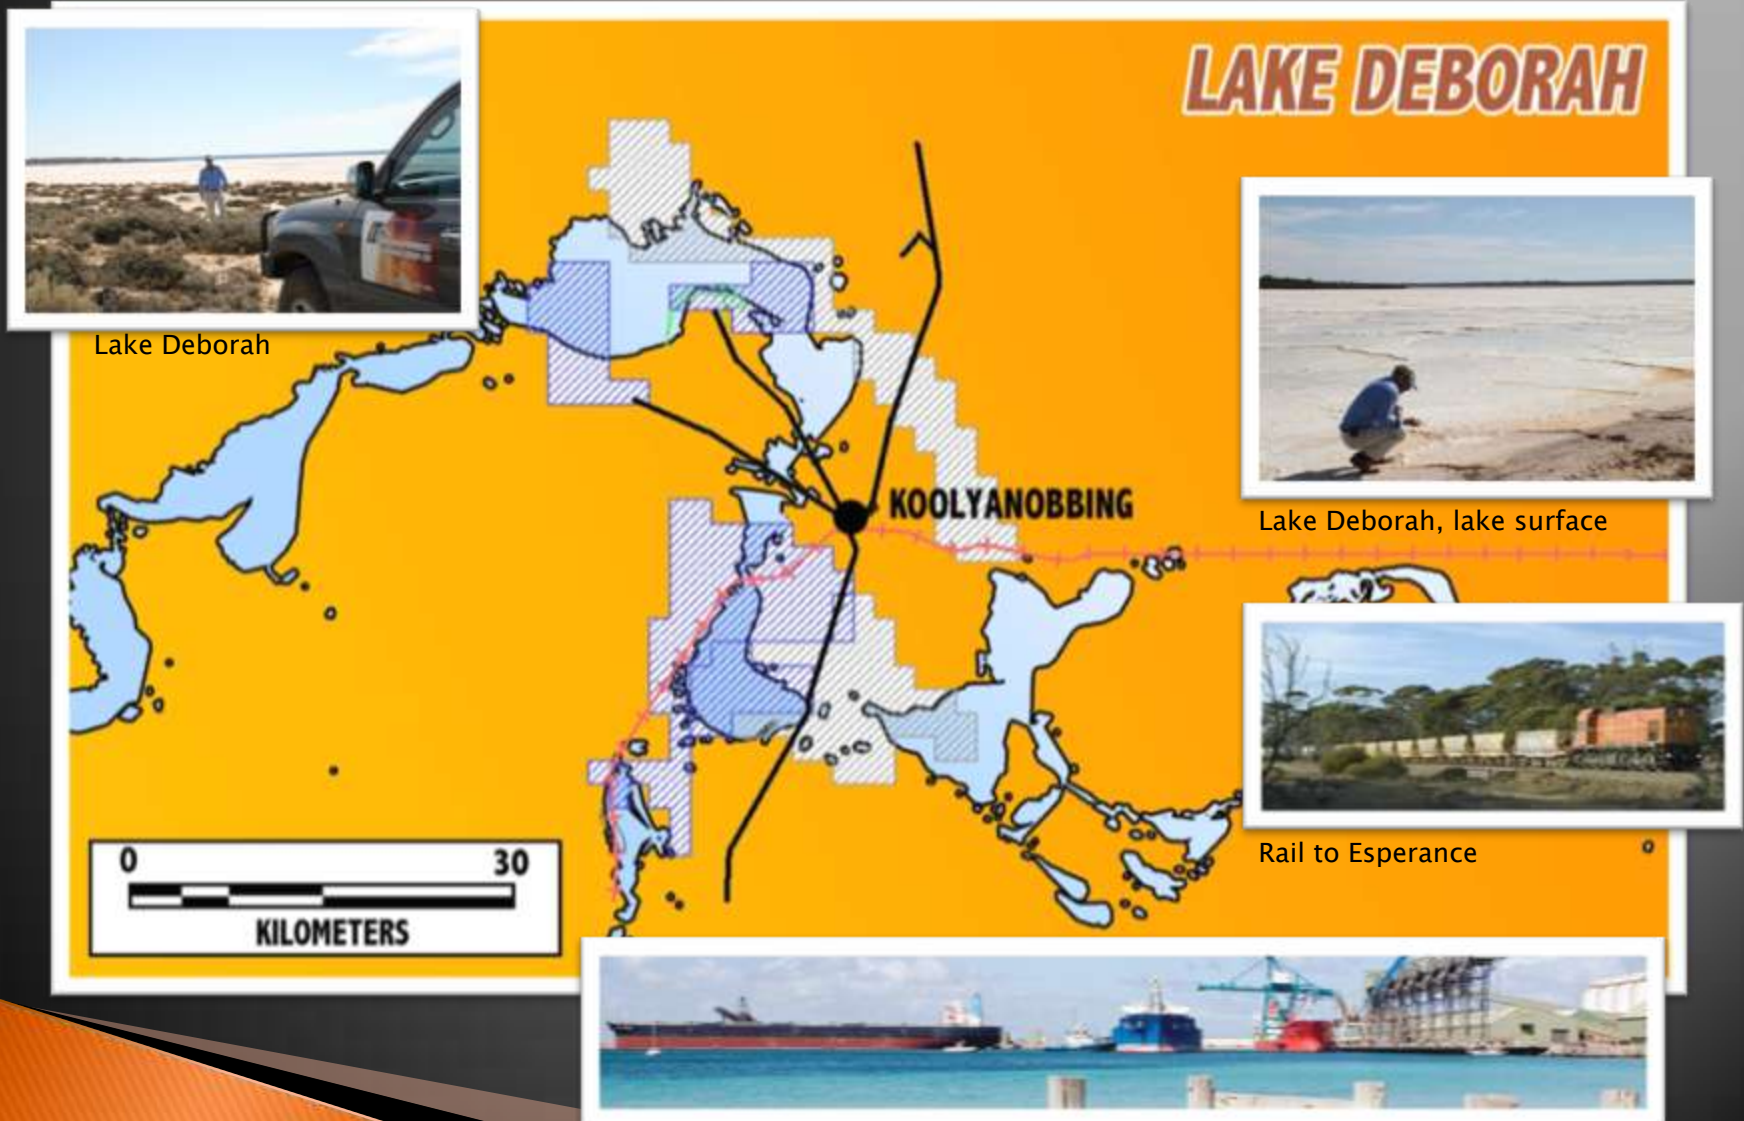 LAKE DEBORAH
Lake Deborah
KOOLYANOBBING
Lake Deborah, lake surface
Rail to Esperance
0 30
KILOMETERS